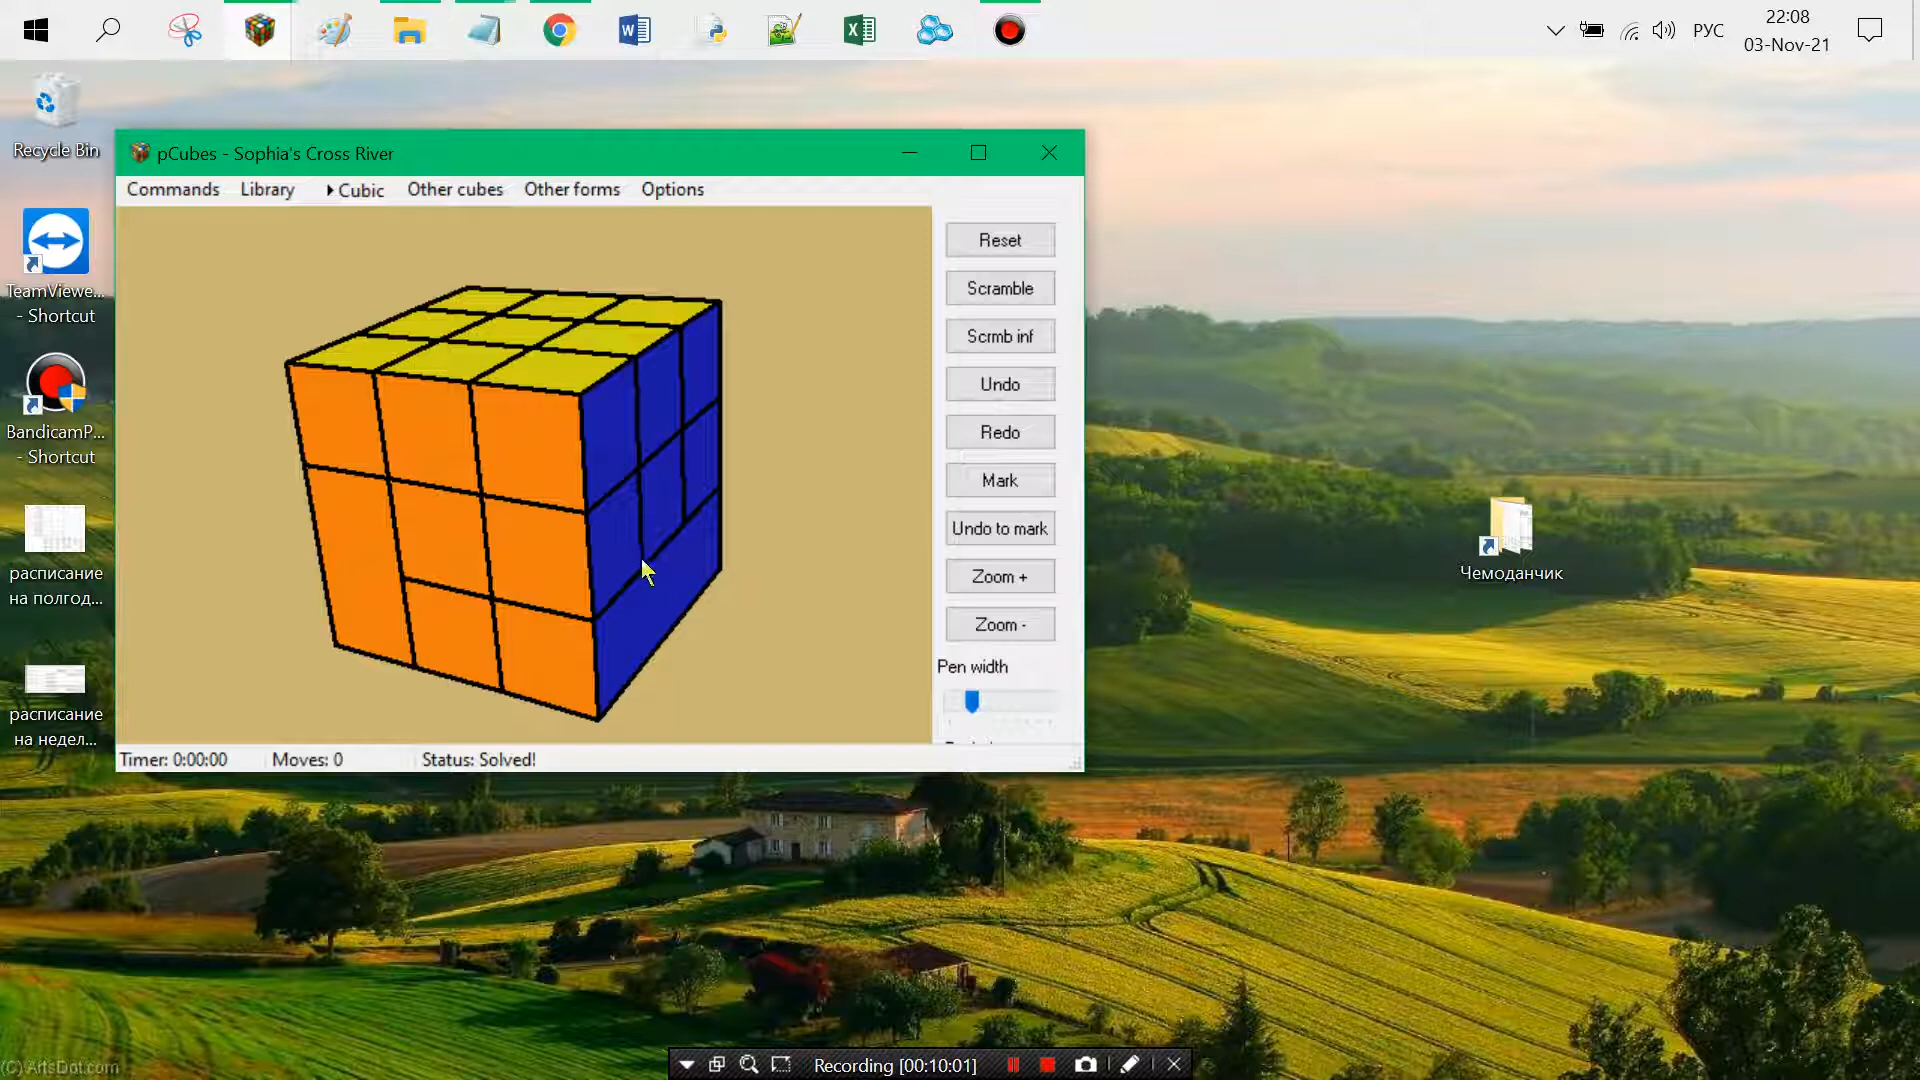 РУС
22:08
03-Nov-21
Recycle Bin
TeamViewe...
- Shortcut
BandicamP...
- Shortcut
расписание
на полгод...
расписание
на недел...
pCubes - Sophia's Cross River
Commands Library Cubic Other cubes Other forms Options
Reset
Scramble
Scrmb inf
Undo
Redo
Mark
Undo to mark
Zoom +
Zoom -
Pen width
Timer: 0:00:00 Moves: 0 Status: Solved!
Чемоданчик
(C) ArtsDot.com
Recording [00:10:01]